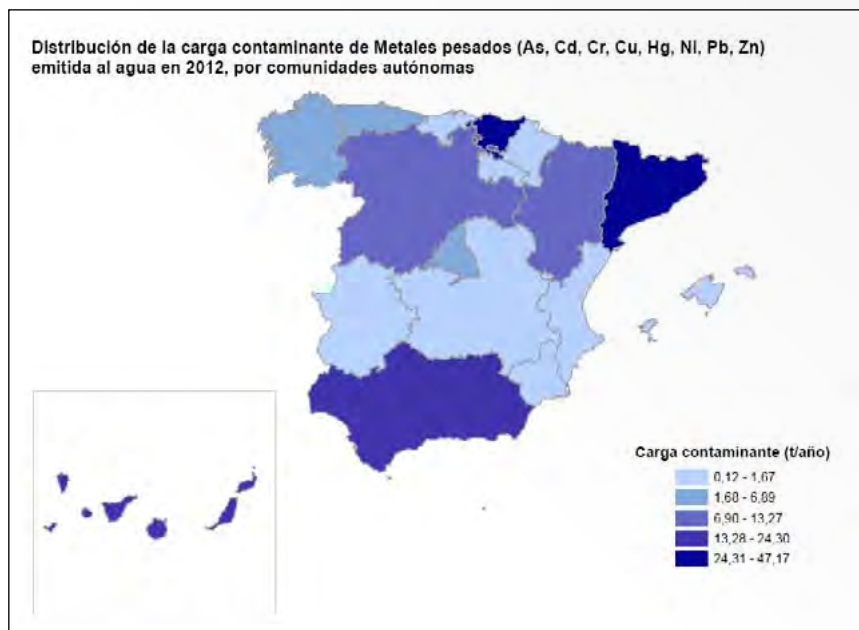 Distribución de la carga contaminante de Metales pesados (As, Cd, Cr, Cu, Hg, Ni, Pb, Zn)
emitida al agua en 2012, por comunidades autónomas
Carga contaminante (t/año)
0,12 - 1,67
1,68 - 6,89
6,90 - 13,27
13,28 - 24,30
24,31 - 47,17